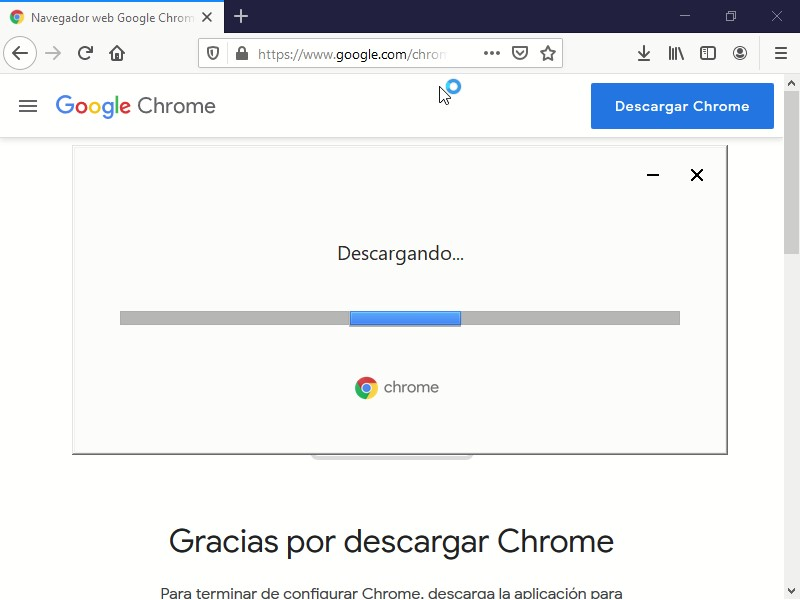 Navegador web Google Chrom
https://www.google.com/chrom
Google Chrome
Descargar Chrome
Descargando...
chrome
Gracias por descargar Chrome
Para terminar de configurar Chrome, descarga la aplicación para